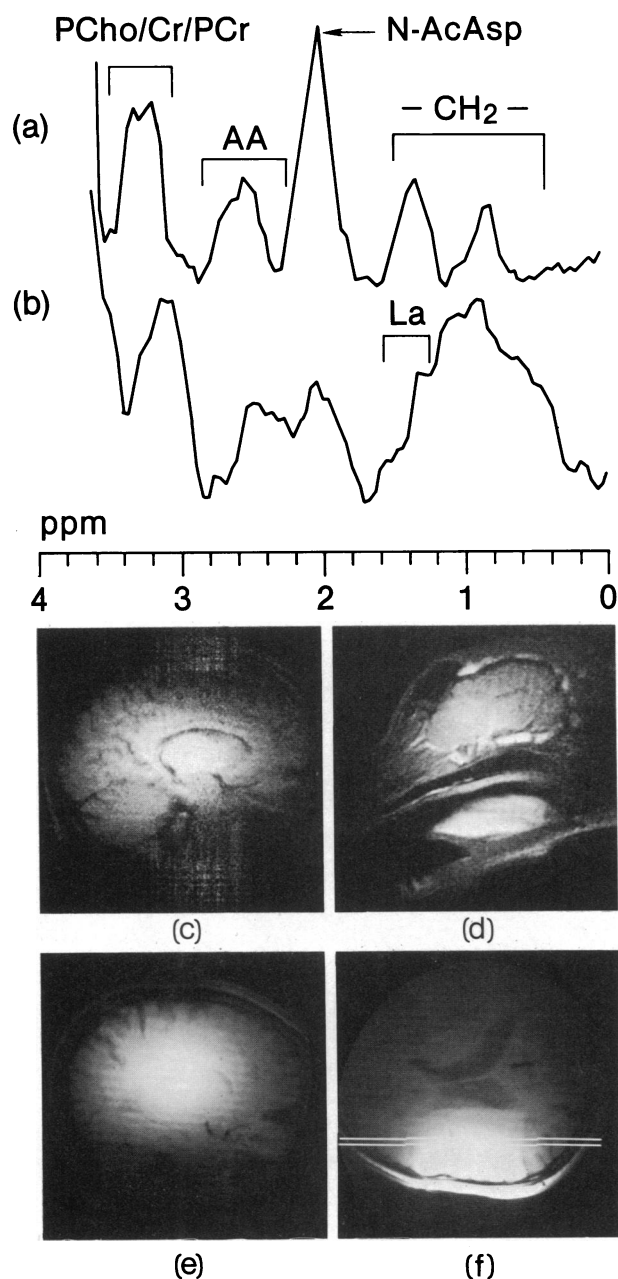 PCho/Cr/PCr
N-AcAsp
(a)
AA
– CH2 –
(b)
La
ppm
4 3 2 1 0
(c) (d)
(e) (f)